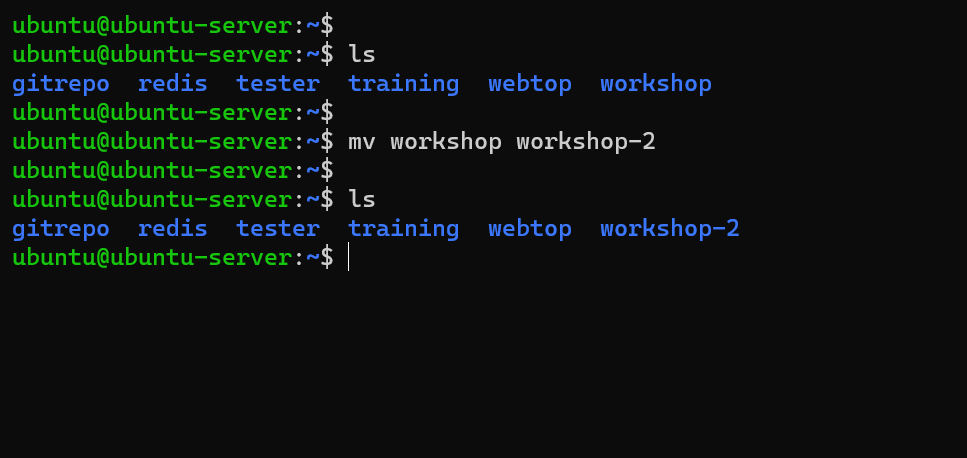 ubuntu@ubuntu-server:~$
ubuntu@ubuntu-server:~$ ls
gitrepo  redis  tester  training  webtop  workshop
ubuntu@ubuntu-server:~$
ubuntu@ubuntu-server:~$ mv workshop workshop-2
ubuntu@ubuntu-server:~$
ubuntu@ubuntu-server:~$ ls
gitrepo  redis  tester  training  webtop  workshop-2
ubuntu@ubuntu-server:~$